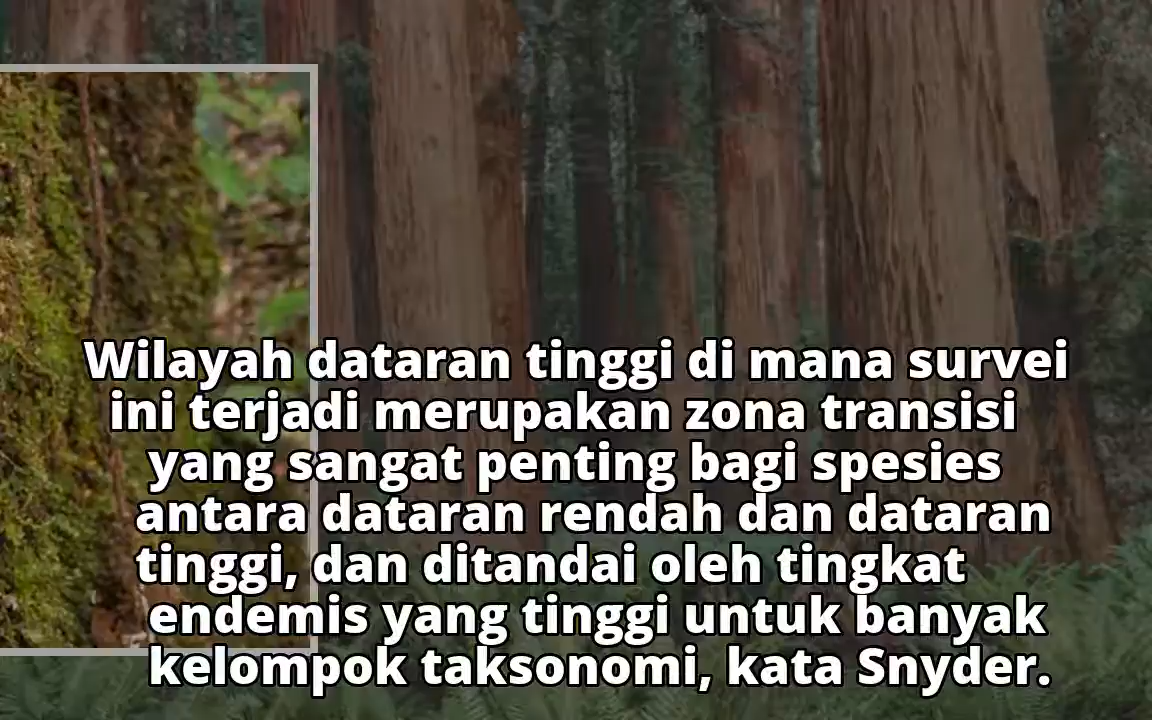 Wilayah dataran tinggi di mana survei
ini terjadi merupakan zona transisi
yang sangat penting bagi spesies
antara dataran rendah dan dataran
tinggi, dan ditandai oleh tingkat
endemis yang tinggi untuk banyak
kelompok taksonomi, kata Snyder.